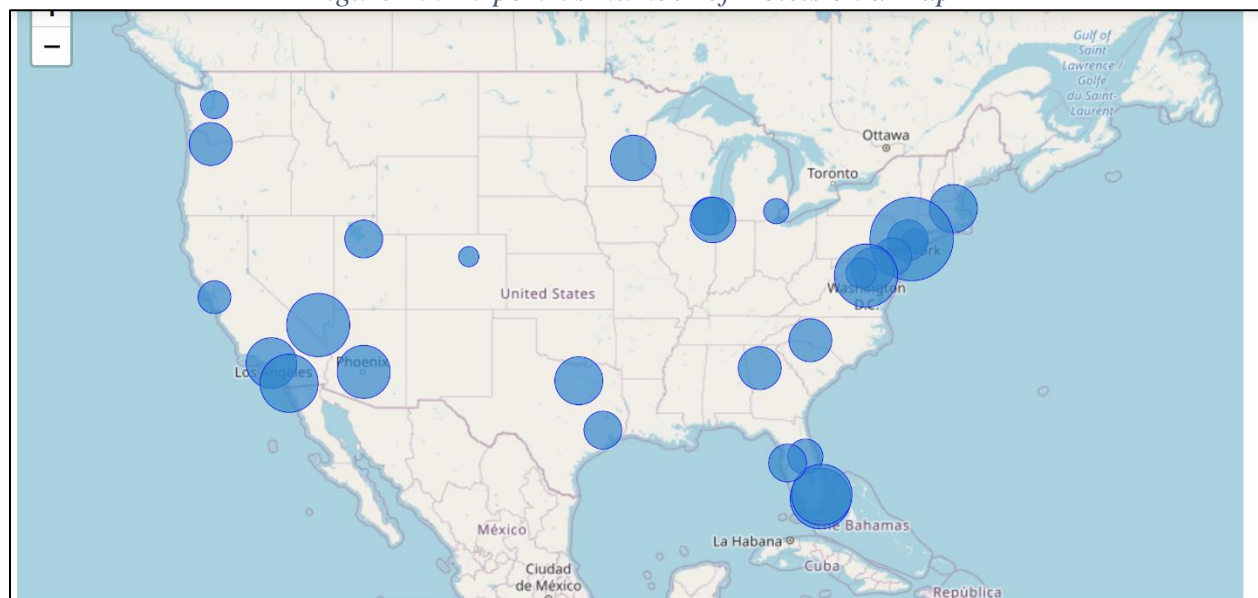 −
Gulf of
Saint
Lawrence /
Golfe
du Saint-
Laurent
Ottawa
Toronto
United States
Washington
D.C.
Phoenix
Los Angeles
México
La Habana
Bahamas
Cuba
Ciudad
de México
República